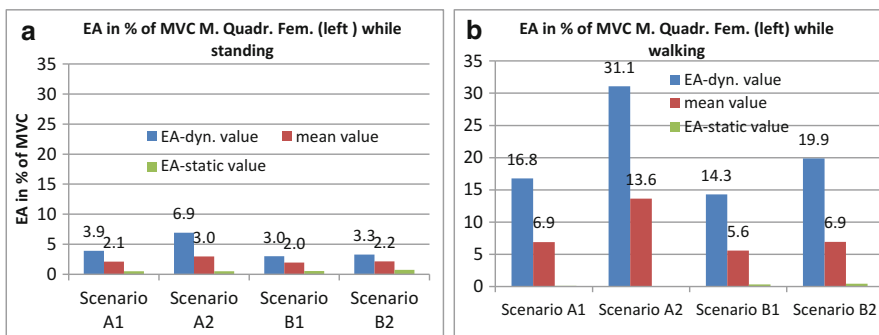 a
EA in % of MVC M. Quadr. Fem. (left ) while
standing
EA in % of MVC
35
30
25
20
15
10
5
0
EA-dyn. value
mean value
EA-static value
3.9
2.1
6.9
3.0
3.0
2.0
3.3
2.2
Scenario
A1
Scenario
A2
Scenario
B1
Scenario
B2
b
EA in % of MVC M. Quadr. Fem. (left) while
walking
35
30
25
20
15
10
5
0
EA-dyn. value
mean value
EA-static value
16.8
6.9
31.1
13.6
14.3
5.6
19.9
6.9
Scenario A1
Scenario A2
Scenario B1
Scenario B2